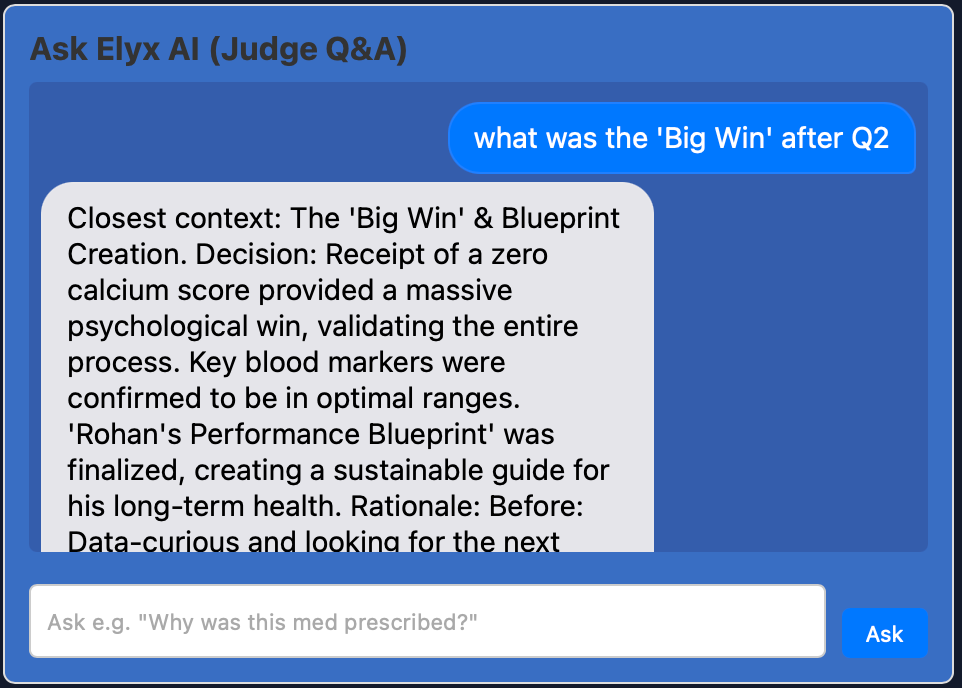 Ask Elyx AI (Judge Q&A)
what was the 'Big Win' after Q2
Closest context: The 'Big Win' & Blueprint
Creation. Decision: Receipt of a zero
calcium score provided a massive
psychological win, validating the entire
process. Key blood markers were
confirmed to be in optimal ranges.
'Rohan's Performance Blueprint' was
finalized, creating a sustainable guide for
his long-term health. Rationale: Before:
Data-curious and looking for the next
Ask e.g. "Why was this med prescribed?"
Ask